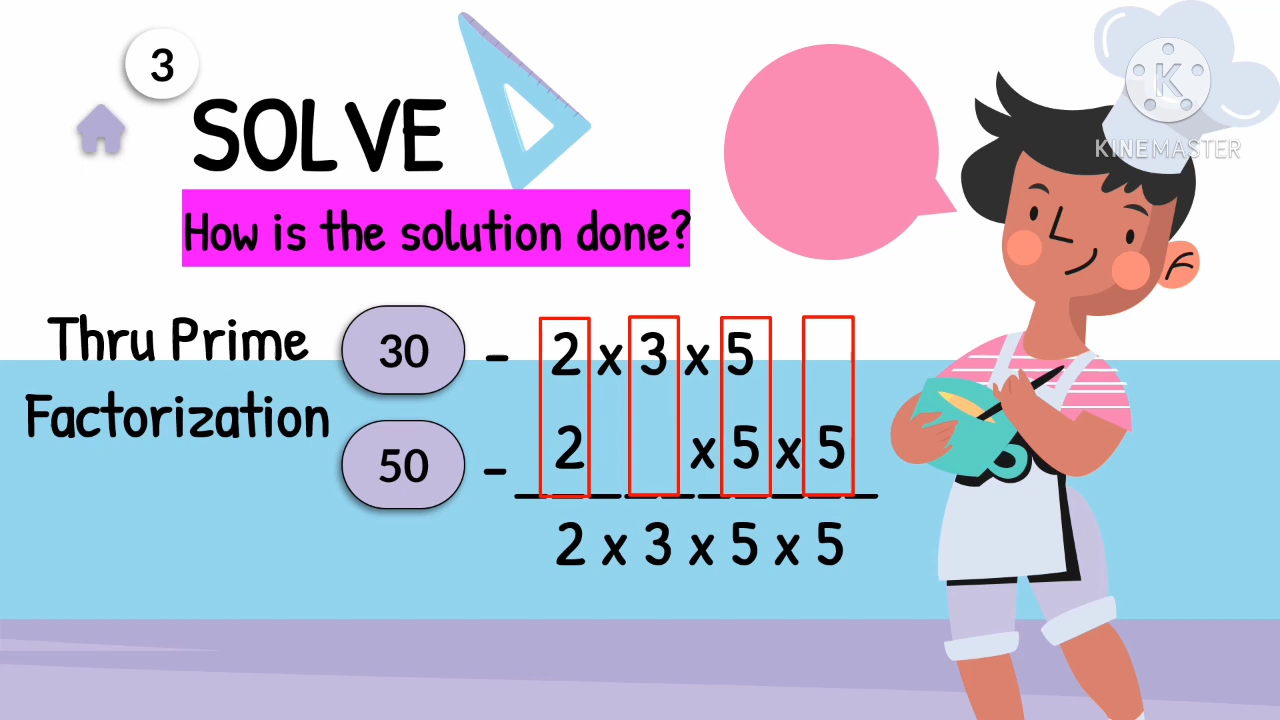 3
SOLVE
How is the solution done?
Thru Prime
Factorization
30 - 2 x 3 x 5
50 - 2 x 5 x 5
2 x 3 x 5 x 5
K
KINEMASTER